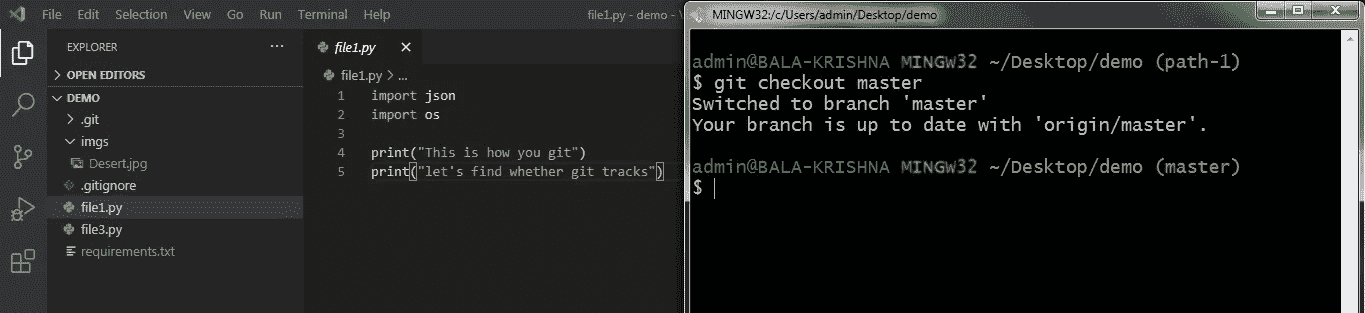 File Edit Selection View Go Run Terminal Help
file1.py - demo -
EXPLORER
OPEN EDITORS
DEMO
.git
imgs
Desert.jpg
.gitignore
file1.py
file3.py
requirements.txt
file1.py
file1.py > ...
1 import json
2 import os
3
4 print("This is how you git")
5 print("let's find whether git tracks")
MINGW32:/c/Users/admin/Desktop/demo
admin@BALA-KRISHNA MINGW32 ~/Desktop/demo (path-1)
$ git checkout master
Switched to branch 'master'
Your branch is up to date with 'origin/master'.
admin@BALA-KRISHNA MINGW32 ~/Desktop/demo (master)
$